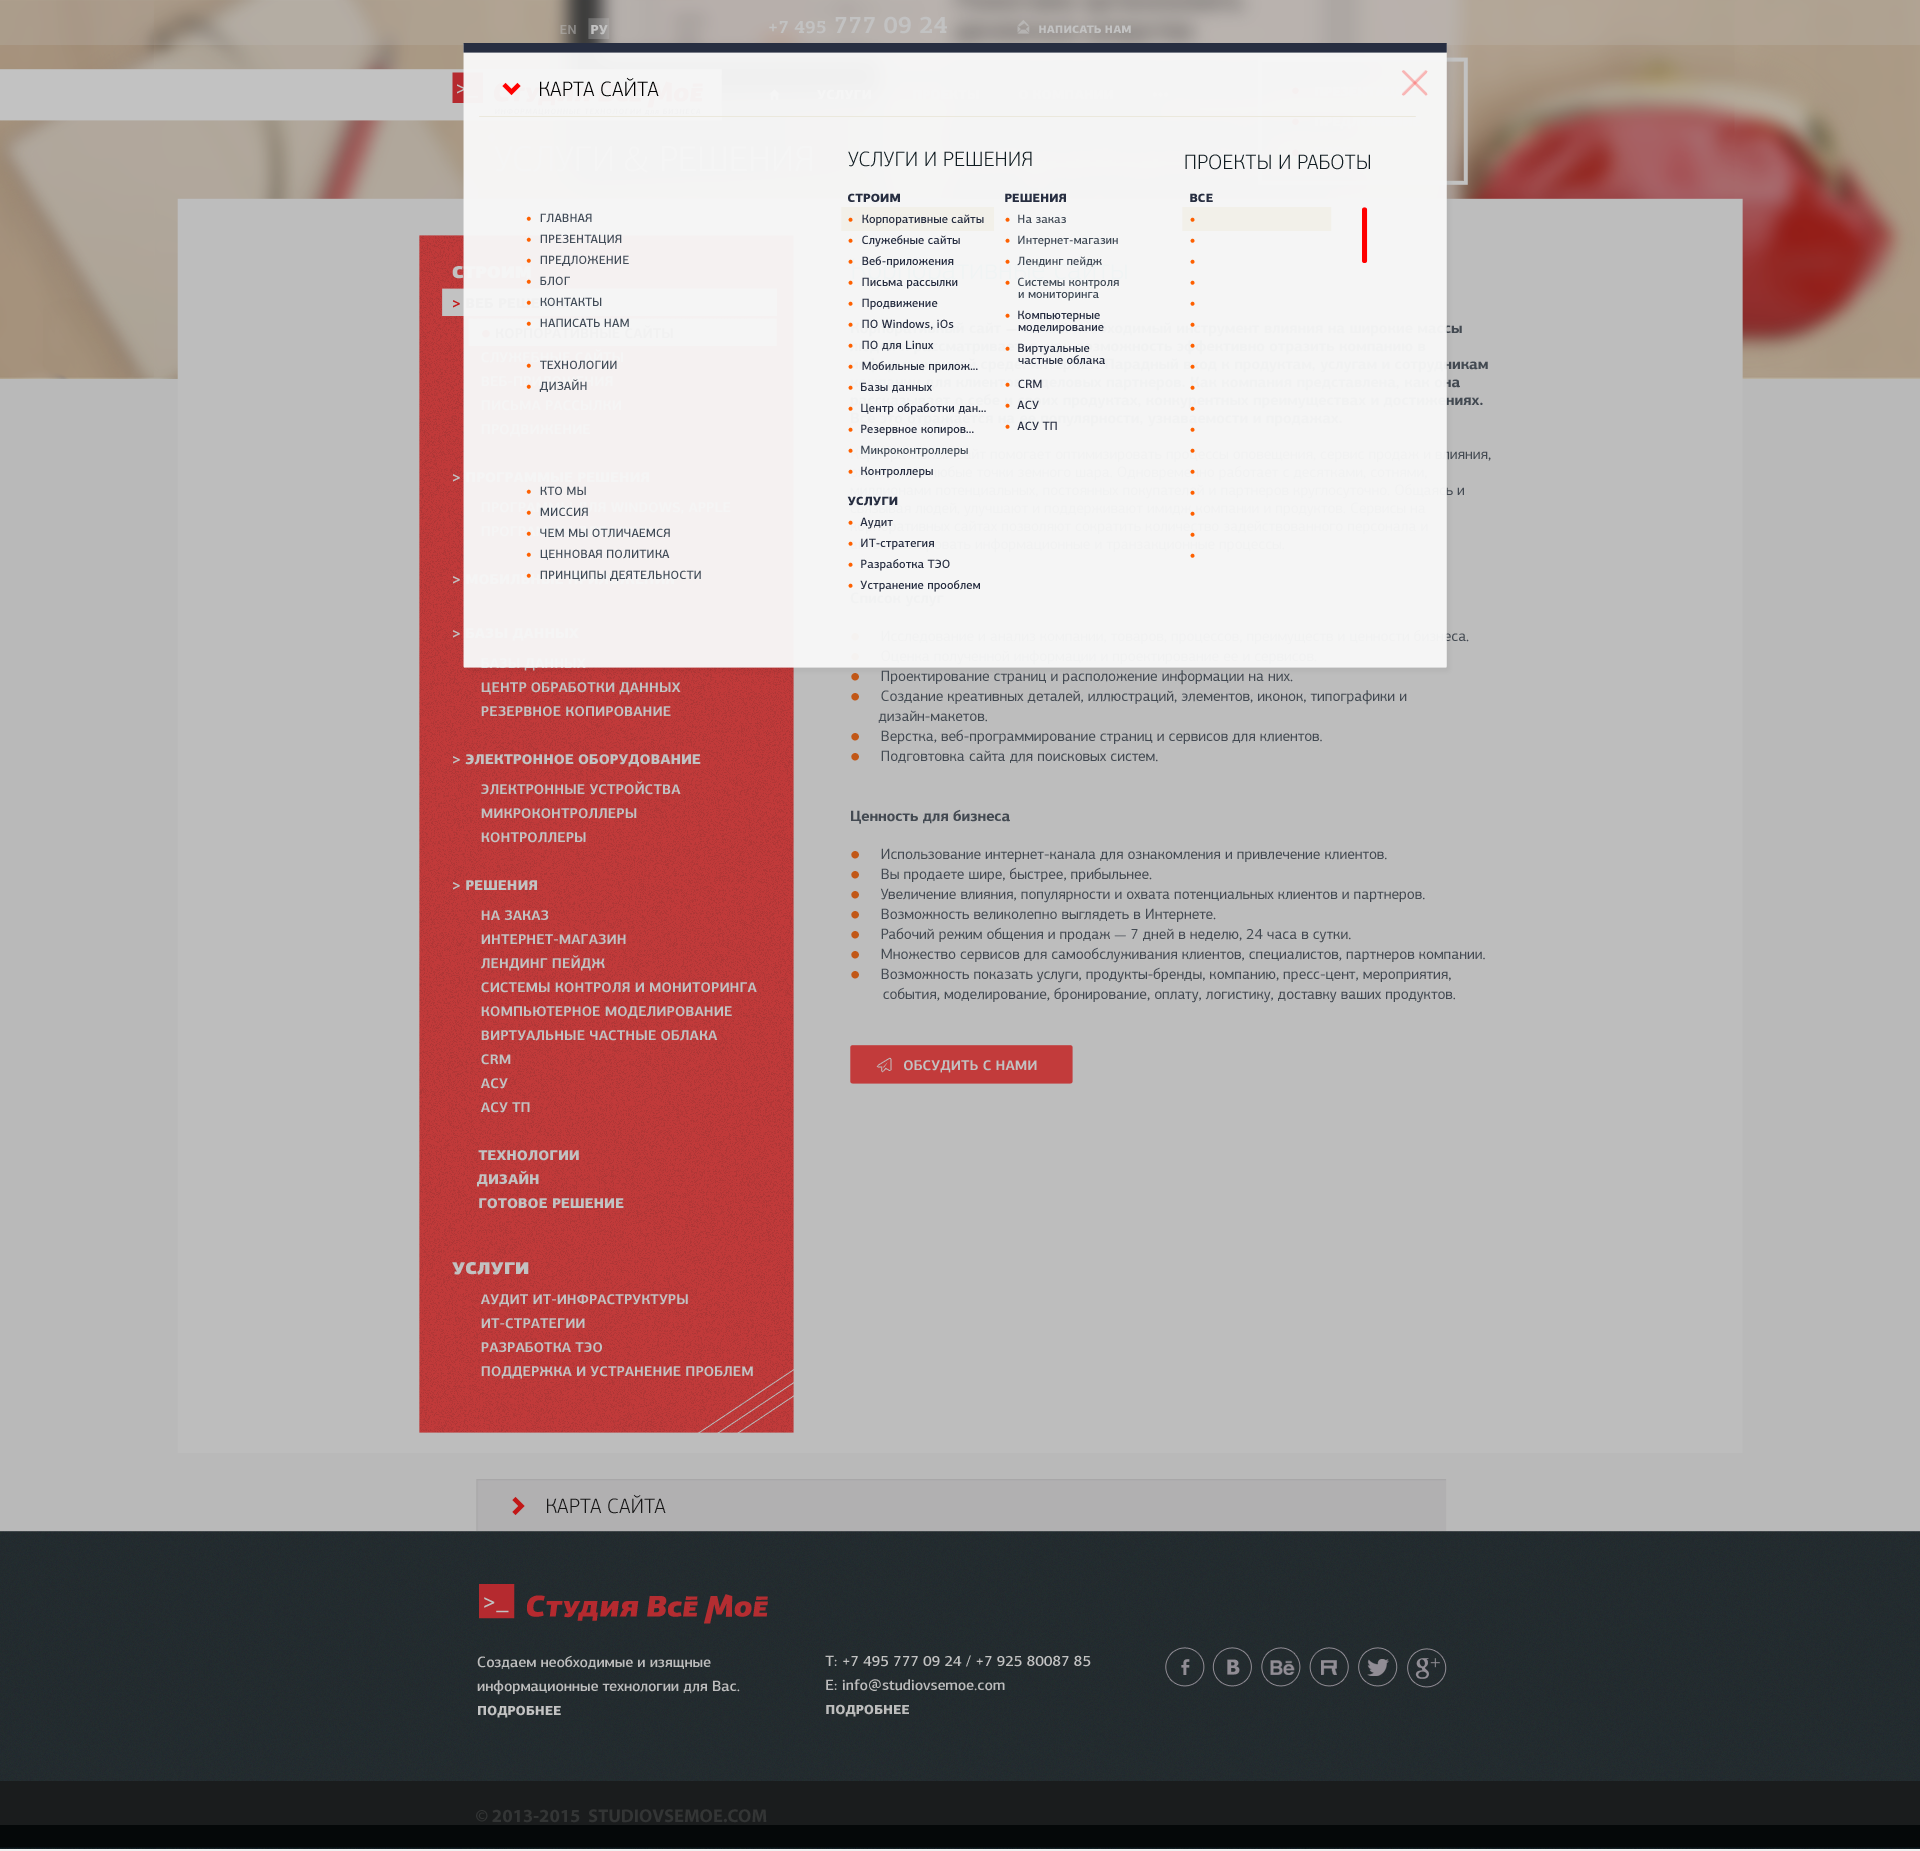 EN РУ
+7 495 777 09 24
НАПИСАТЬ НАМ
КАРТА САЙТА
ГЛАВНАЯ
ПРЕЗЕНТАЦИЯ
ПРЕДЛОЖЕНИЕ
БЛОГ
КОНТАКТЫ
НАПИСАТЬ НАМ
ТЕХНОЛОГИИ
ДИЗАЙН
КТО МЫ
МИССИЯ
ЧЕМ МЫ ОТЛИЧАЕМСЯ
ЦЕННОВАЯ ПОЛИТИКА
ПРИНЦИПЫ ДЕЯТЕЛЬНОСТИ
УСЛУГИ И РЕШЕНИЯ
СТРОИМ
Корпоративные сайты
Служебные сайты
Веб-приложения
Письма рассылки
Продвижение
ПО Windows, iOs
ПО для Linux
Мобильные прилож...
Базы данных
Центр обработки дан...
Резервное копиров...
Микроконтроллеры
Контроллеры
УСЛУГИ
Аудит
ИТ-стратегия
Разработка ТЭО
Устранение прооблем
РЕШЕНИЯ
На заказ
Интернет-магазин
Лендинг пейдж
Системы контроля
и мониторинга
Компьютерные
моделирование
Виртуальные
частные облака
CRM
АСУ
АСУ ТП
ПРОЕКТЫ И РАБОТЫ
ВСЕ
ЦЕНТР ОБРАБОТКИ ДАННЫХ
РЕЗЕРВНОЕ КОПИРОВАНИЕ
> ЭЛЕКТРОННОЕ ОБОРУДОВАНИЕ
ЭЛЕКТРОННЫЕ УСТРОЙСТВА
МИКРОКОНТРОЛЛЕРЫ
КОНТРОЛЛЕРЫ
> РЕШЕНИЯ
НА ЗАКАЗ
ИНТЕРНЕТ-МАГАЗИН
ЛЕНДИНГ ПЕЙДЖ
СИСТЕМЫ КОНТРОЛЯ И МОНИТОРИНГА
КОМПЬЮТЕРНОЕ МОДЕЛИРОВАНИЕ
ВИРТУАЛЬНЫЕ ЧАСТНЫЕ ОБЛАКА
CRM
АСУ
АСУ ТП
ТЕХНОЛОГИИ
ДИЗАЙН
ГОТОВОЕ РЕШЕНИЕ
УСЛУГИ
АУДИТ ИТ-ИНФРАСТРУКТУРЫ
ИТ-СТРАТЕГИИ
РАЗРАБОТКА ТЭО
ПОДДЕРЖКА И УСТРАНЕНИЕ ПРОБЛЕМ
Проектирование страниц и расположение информации на них.
Создание креативных деталей, иллюстраций, элементов, иконок, типографики и
дизайн-макетов.
Верстка, веб-программирование страниц и сервисов для клиентов.
Подговтовка сайта для поисковых систем.
Ценность для бизнеса
Использование интернет-канала для ознакомления и привлечение клиентов.
Вы продаете шире, быстрее, прибыльнее.
Увеличение влияния, популярности и охвата потенциальных клиентов и партнеров.
Возможность великолепно выглядеть в Интернете.
Рабочий режим общения и продаж — 7 дней в неделю, 24 часа в сутки.
Множество сервисов для самообслуживания клиентов, специалистов, партнеров компании.
Возможность показать услуги, продукты-бренды, компанию, пресс-цент, мероприятия,
события, моделирование, бронирование, оплату, логистику, доставку ваших продуктов.
ОБСУДИТЬ С НАМИ
КАРТА САЙТА
>_ Студия Всё Моё
Создаем необходимые и изящные
информационные технологии для Вас.
ПОДРОБНЕЕ
T: +7 495 777 09 24 / +7 925 80087 85
E: info@studiovsemoe.com
ПОДРОБНЕЕ
f В Bē g+
© 2013-2015 STUDIOVSEMOE.COM